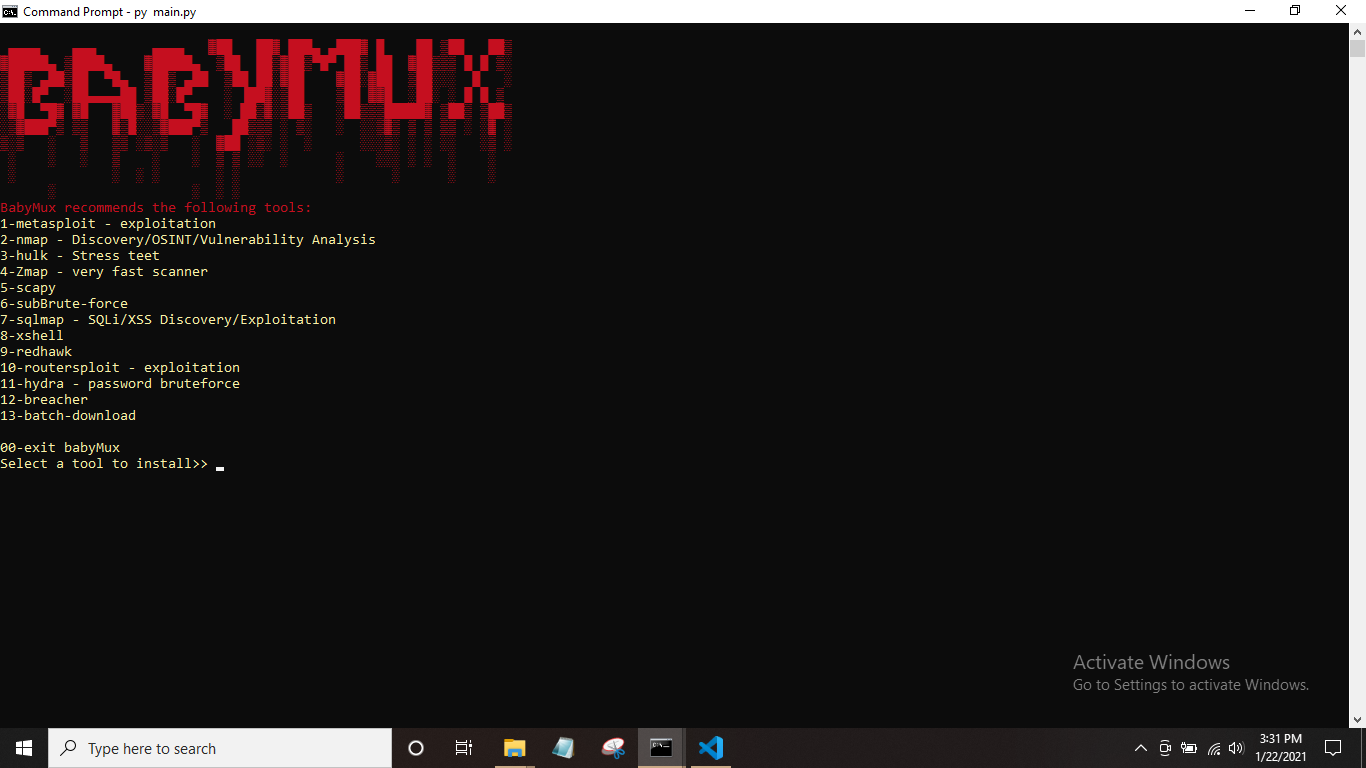 Command Prompt - py  main.py
BABYMUX
BabyMux recommends the following tools:
1-metasploit - exploitation
2-nmap - Discovery/OSINT/Vulnerability Analysis
3-hulk - Stress teet
4-Zmap - very fast scanner
5-scapy
6-subBrute-force
7-sqlmap - SQLi/XSS Discovery/Exploitation
8-xshell
9-redhawk
10-routersploit - exploitation
11-hydra - password bruteforce
12-breacher
13-batch-download
00-exit babyMux
Select a tool to install>>
Activate Windows
Go to Settings to activate Windows.
Type here to search
3:31 PM
1/22/2021